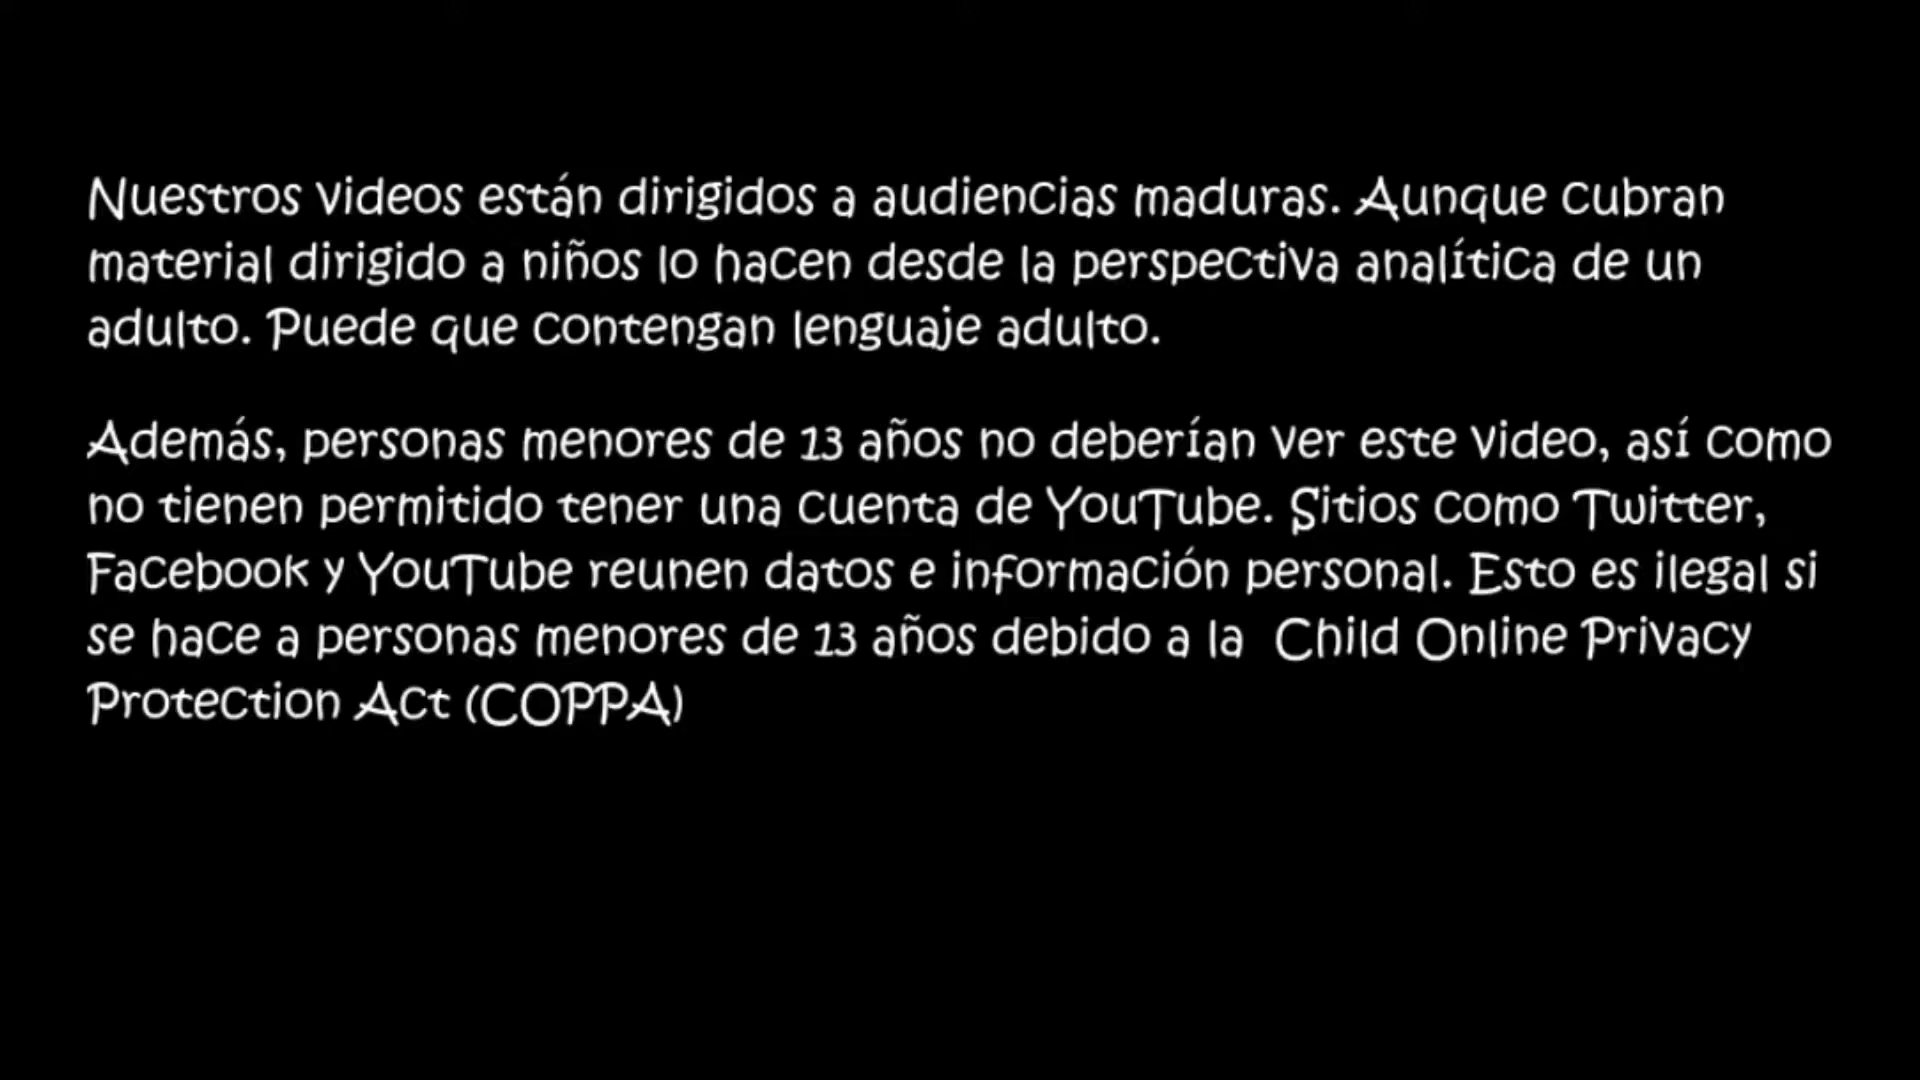 Nuestros videos están dirigidos a audiencias maduras. Aunque cubran
material dirigido a niños lo hacen desde la perspectiva analítica de un
adulto. Puede que contengan lenguaje adulto.
Además, personas menores de 13 años no deberían ver este video, así como
no tienen permitido tener una cuenta de YouTube. Sitios como Twitter,
Facebook y YouTube reunen datos e información personal. Esto es ilegal si
se hace a personas menores de 13 años debido a la  Child Online Privacy
Protection Act (COPPA)